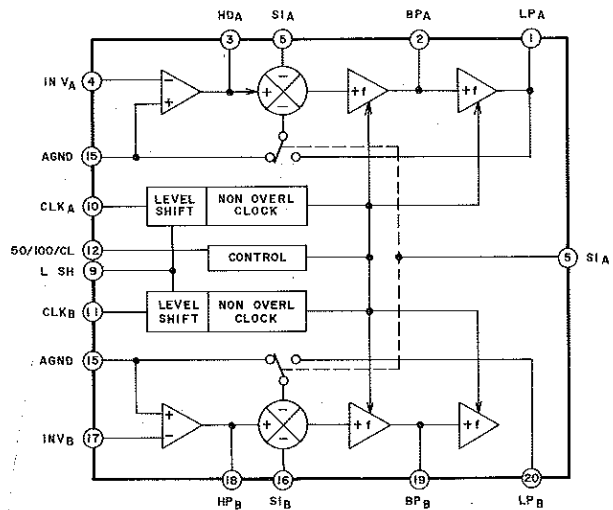 HDA SIA BPA LPA
3 5 2 1
INVA 4 − + − + − +f +f
AGND 15
CLKA 10 LEVEL SHIFT NON OVERL CLOCK
50/100/CL 12 CONTROL 5 SIA
L SH 9
CLKB 11 LEVEL SHIFT NON OVERL CLOCK
AGND 15
+ − + − − +f +f
INVB 17
18 16 19 20
HPB SIB BPB LPB